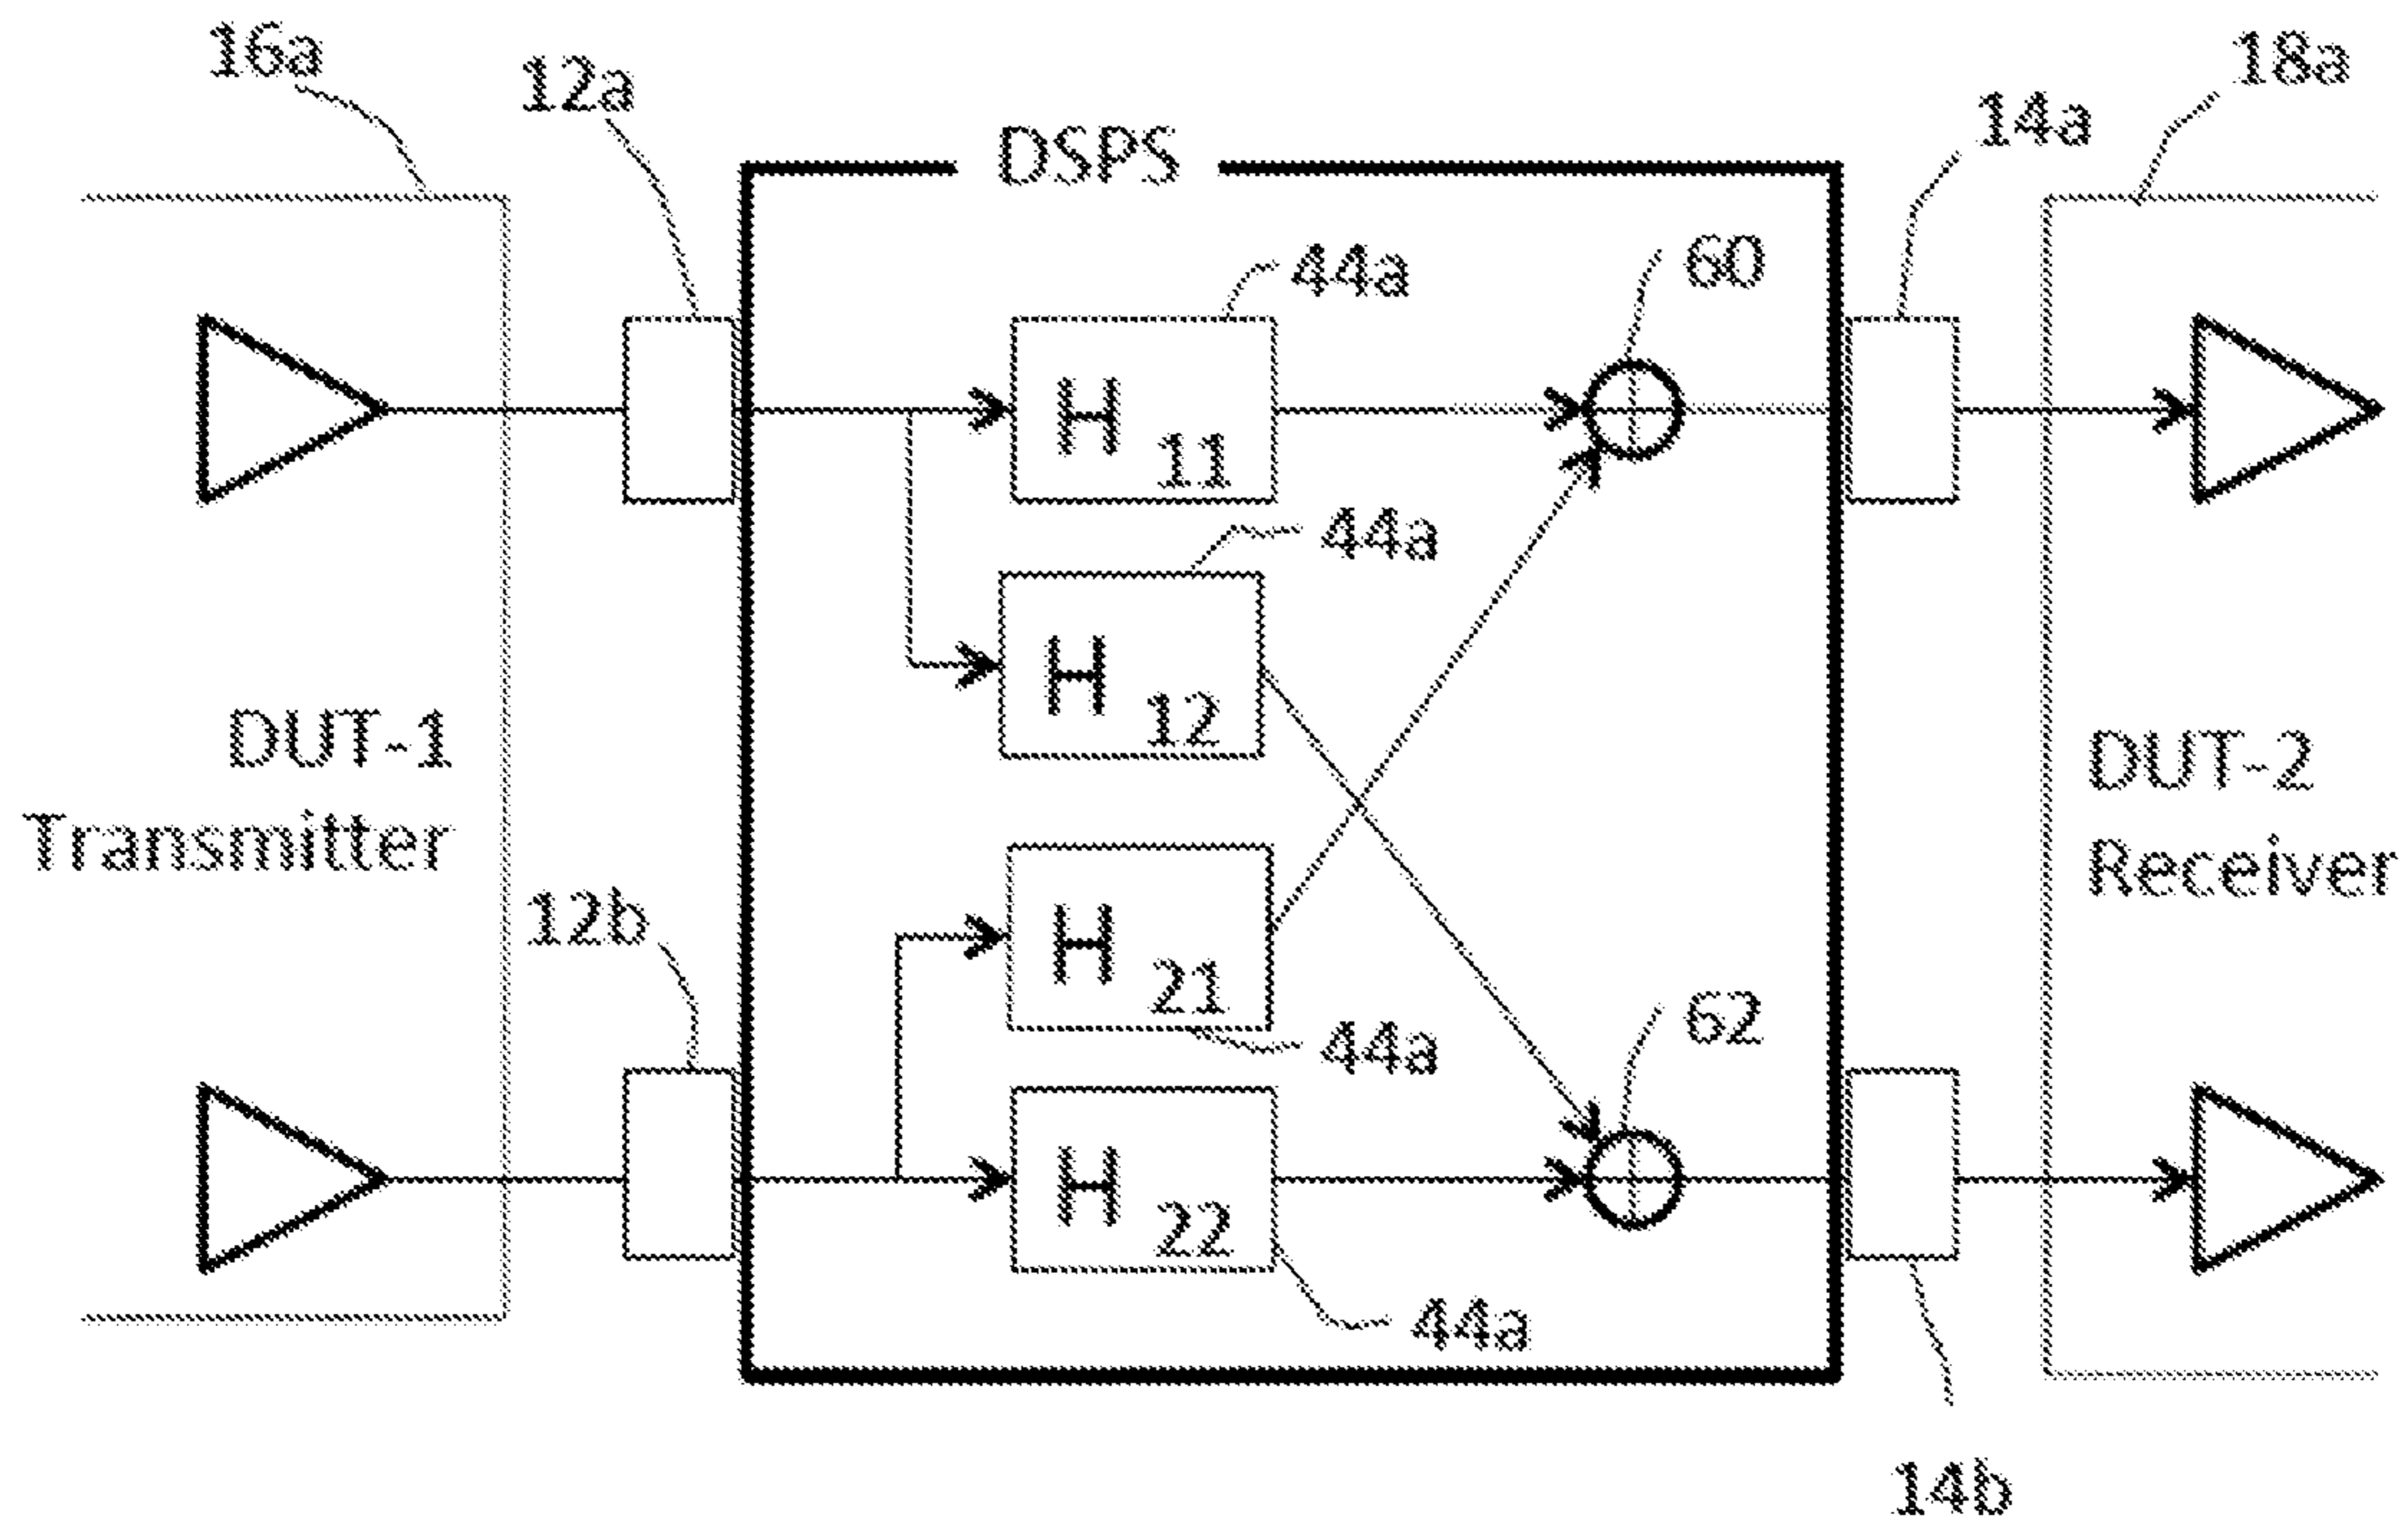 16a
12a
DSPS
14a
18a
44a
60
H 11
44a
H 12
DUT-1
Transmitter
DUT-2
Receiver
12b
H 21
44a
62
H 22
44a
14b